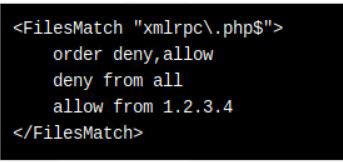 <FilesMatch "xmlrpc\.php$">
    order deny,allow
    deny from all
    allow from 1.2.3.4
</FilesMatch>